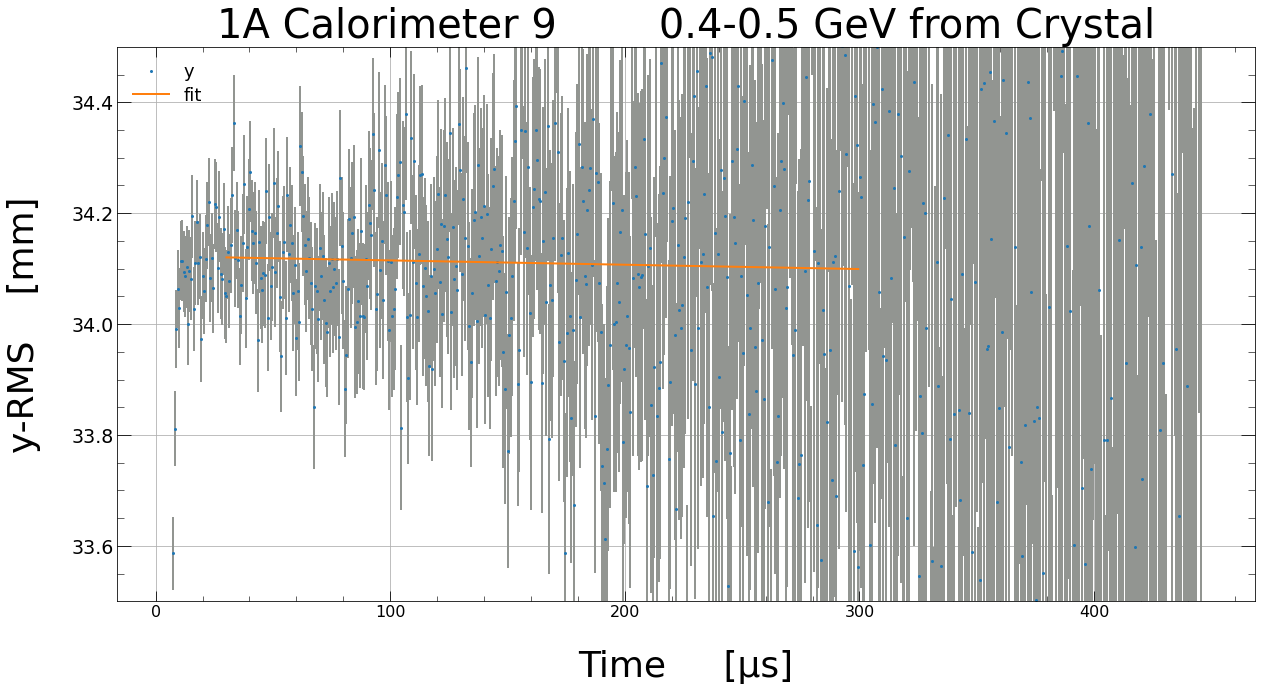 1A Calorimeter 9 0.4-0.5 GeV from Crystal
y
fit
y-RMS [mm]
34.4
34.2
34.0
33.8
33.6
0 100 200 300 400
Time [µs]